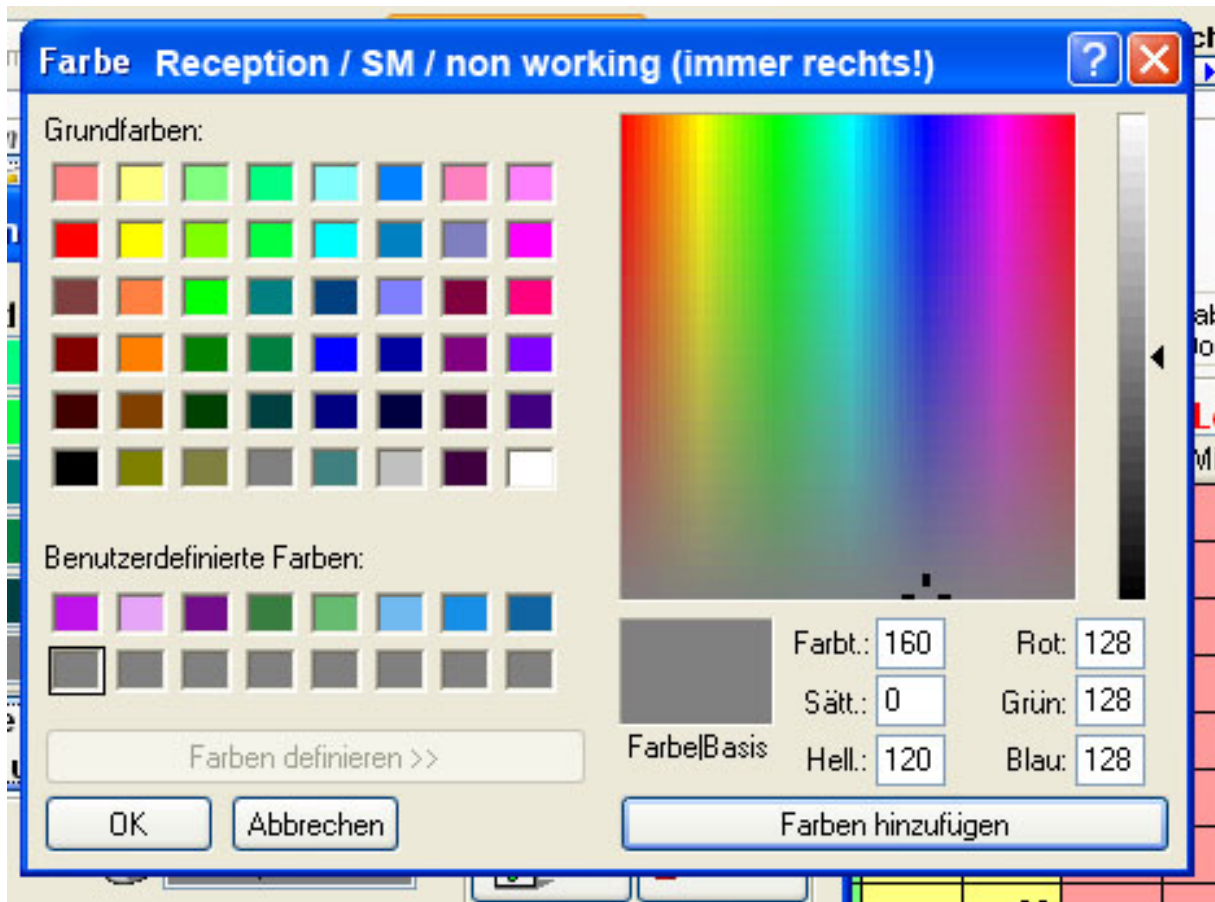 Farbe Reception / SM / non working (immer rechts!)
Grundfarben:
Benutzerdefinierte Farben:
Farbt.: 160 Rot: 128
Sätt.: 0 Grün: 128
Farbe|Basis Hell.: 120 Blau: 128
Farben definieren >>
OK Abbrechen Farben hinzufügen